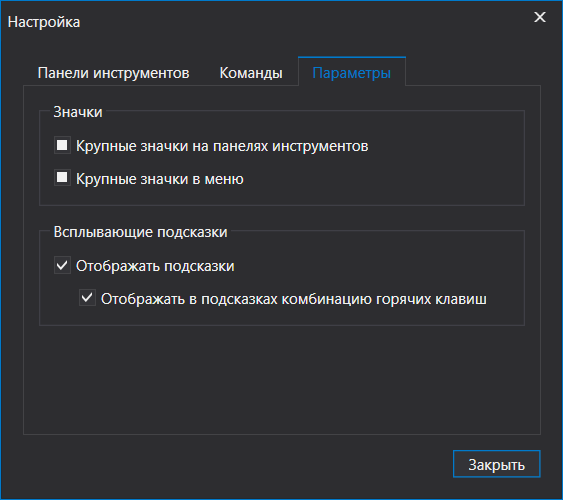 Настройка
Панели инструментов Команды Параметры
Значки
Крупные значки на панелях инструментов
Крупные значки в меню
Всплывающие подсказки
Отображать подсказки
Отображать в подсказках комбинацию горячих клавиш
Закрыть